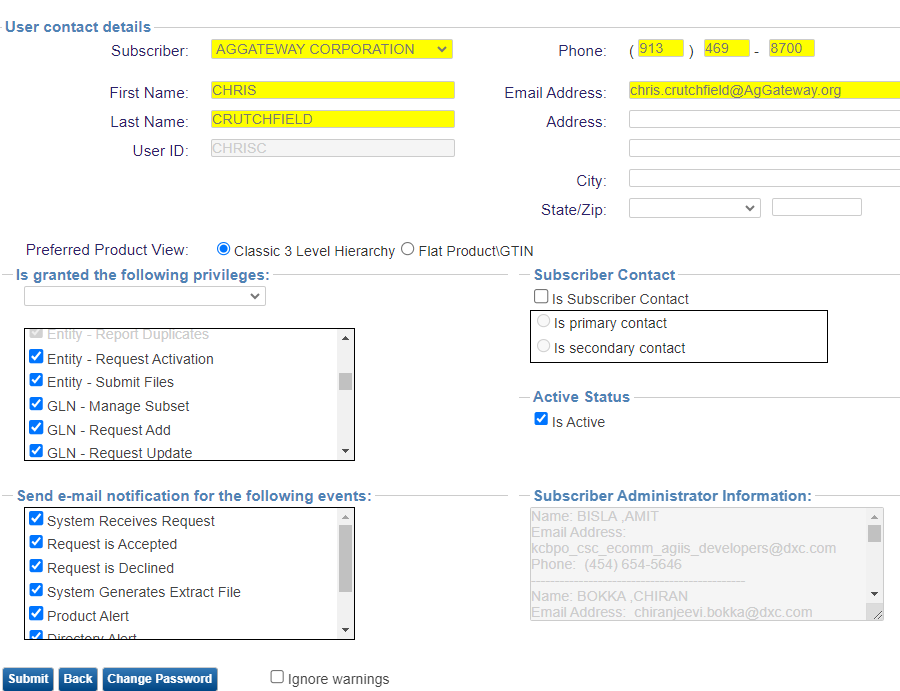 User contact details
Subscriber: AGGATEWAY CORPORATION
Phone: ( 913 ) 469 - 8700
First Name: CHRIS
Email Address: chris.crutchfield@AgGateway.org
Last Name: CRUTCHFIELD
Address:
User ID: CHRISC
City:
State/Zip:
Preferred Product View: Classic 3 Level Hierarchy Flat Product\GTIN
Is granted the following privileges:
Entity - Report Duplicates
Entity - Request Activation
Entity - Submit Files
GLN - Manage Subset
GLN - Request Add
GLN - Request Update
Subscriber Contact
Is Subscriber Contact
Is primary contact
Is secondary contact
Active Status
Is Active
Send e-mail notification for the following events:
System Receives Request
Request is Accepted
Request is Declined
System Generates Extract File
Product Alert
Directory Alert
Subscriber Administrator Information:
Name: BISLA ,AMIT
Email Address:
kcbpo_csc_ecomm_agiis_developers@dxc.com
Phone: (454) 654-5646
----------------------------------------------
Name: BOKKA ,CHIRAN
Email Address: chiranjeevi.bokka@dxc.com
Submit Back Change Password Ignore warnings